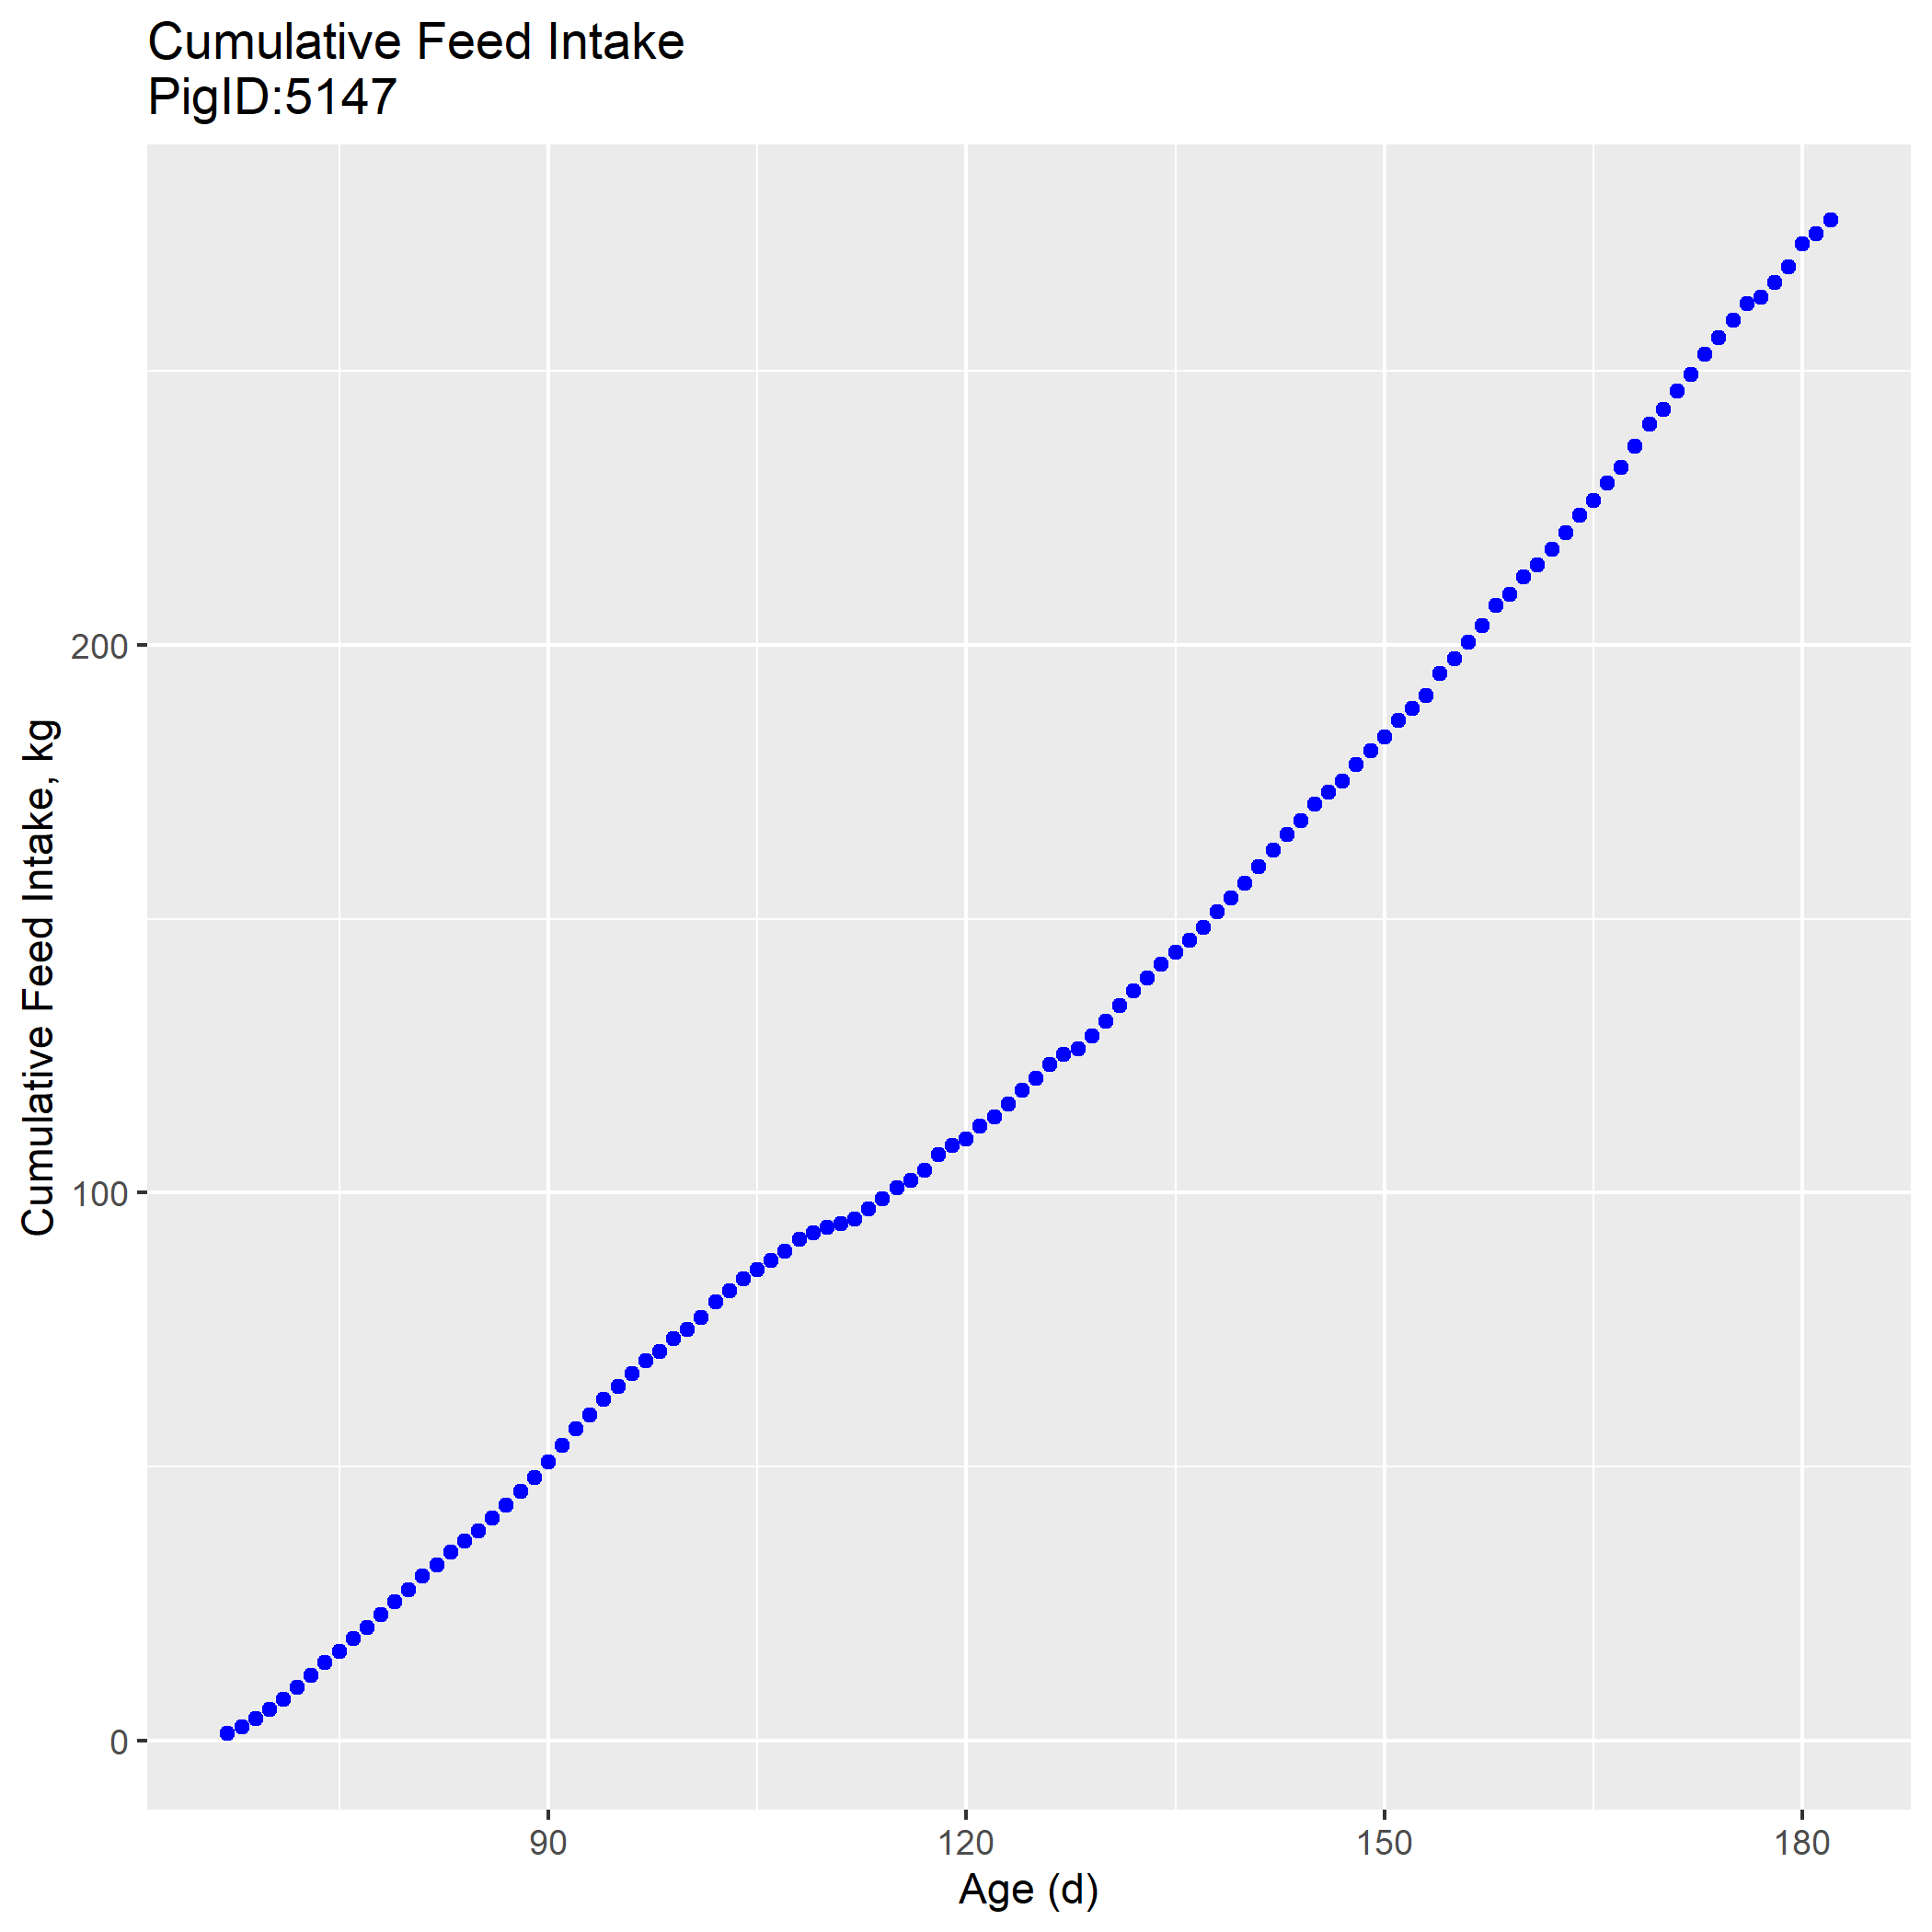 Cumulative Feed Intake
PigID:5147
Cumulative Feed Intake, kg
200
100
0
90
120
150
180
Age (d)